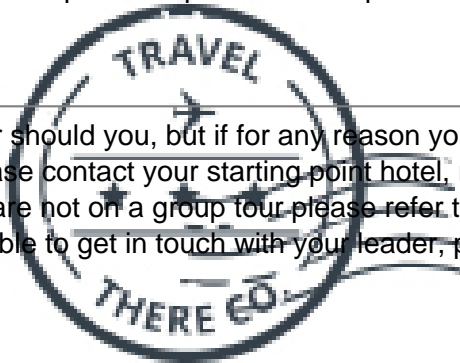 TRAVEL
r should you, but if for any reason yo
ase contact your starting point hotel,
are not on a group tour please refer t
ble to get in touch with your leader, p
THERE CO.